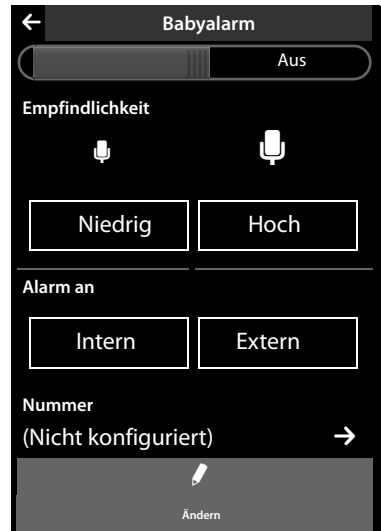 Babyalarm
Aus
Empfindlichkeit
Niedrig Hoch
Alarm an
Intern Extern
Nummer
(Nicht konfiguriert)
Ändern